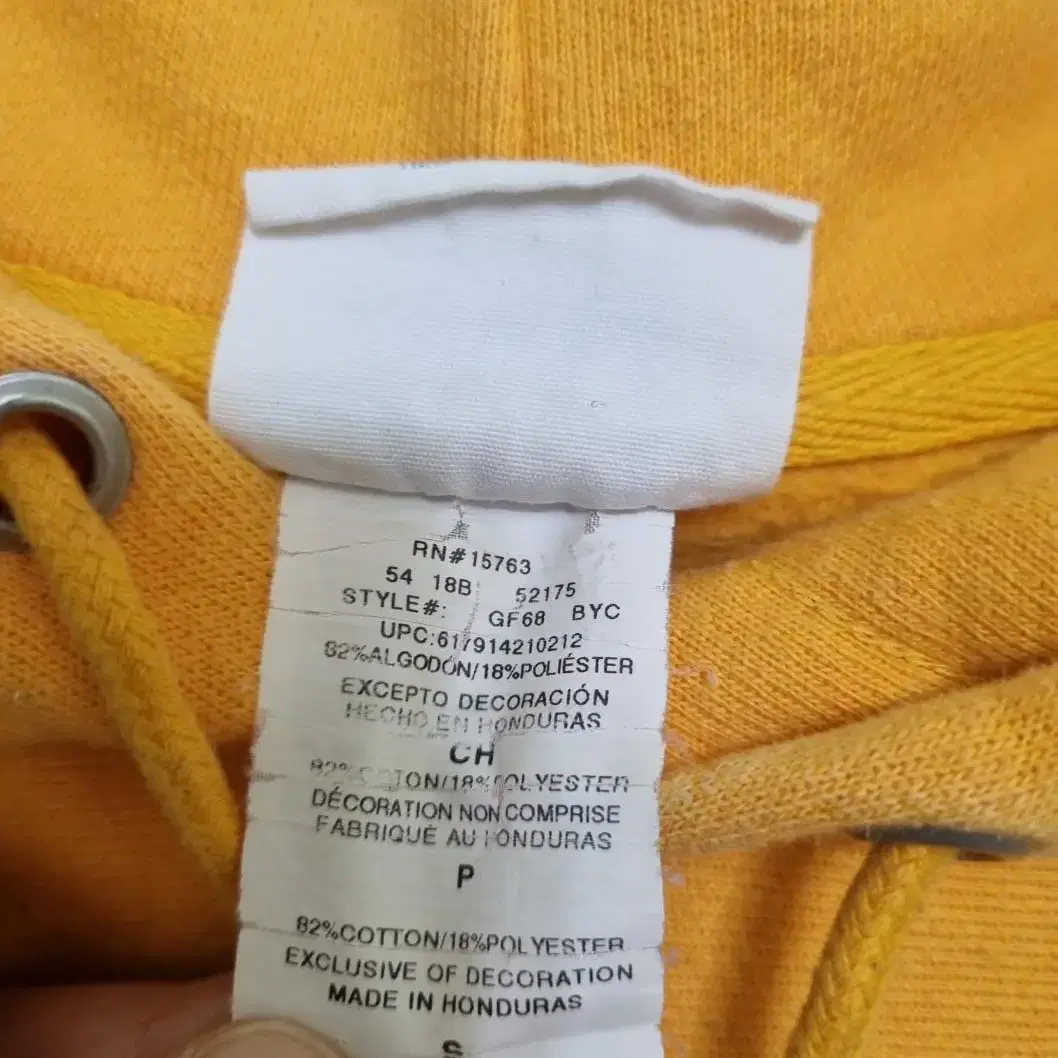 RN#15763
54 18B 52175
STYLE#: GF68 BYC
UPC:617914210212
82%ALGODÓN/18%POLIÉSTER
EXCEPTO DECORACIÓN
HECHO EN HONDURAS
CH
82%COTON/18%POLYESTER
DÉCORATION NON COMPRISE
FABRIQUÉ AU HONDURAS
P
82%COTTON/18%POLYESTER
EXCLUSIVE OF DECORATION
MADE IN HONDURAS
S